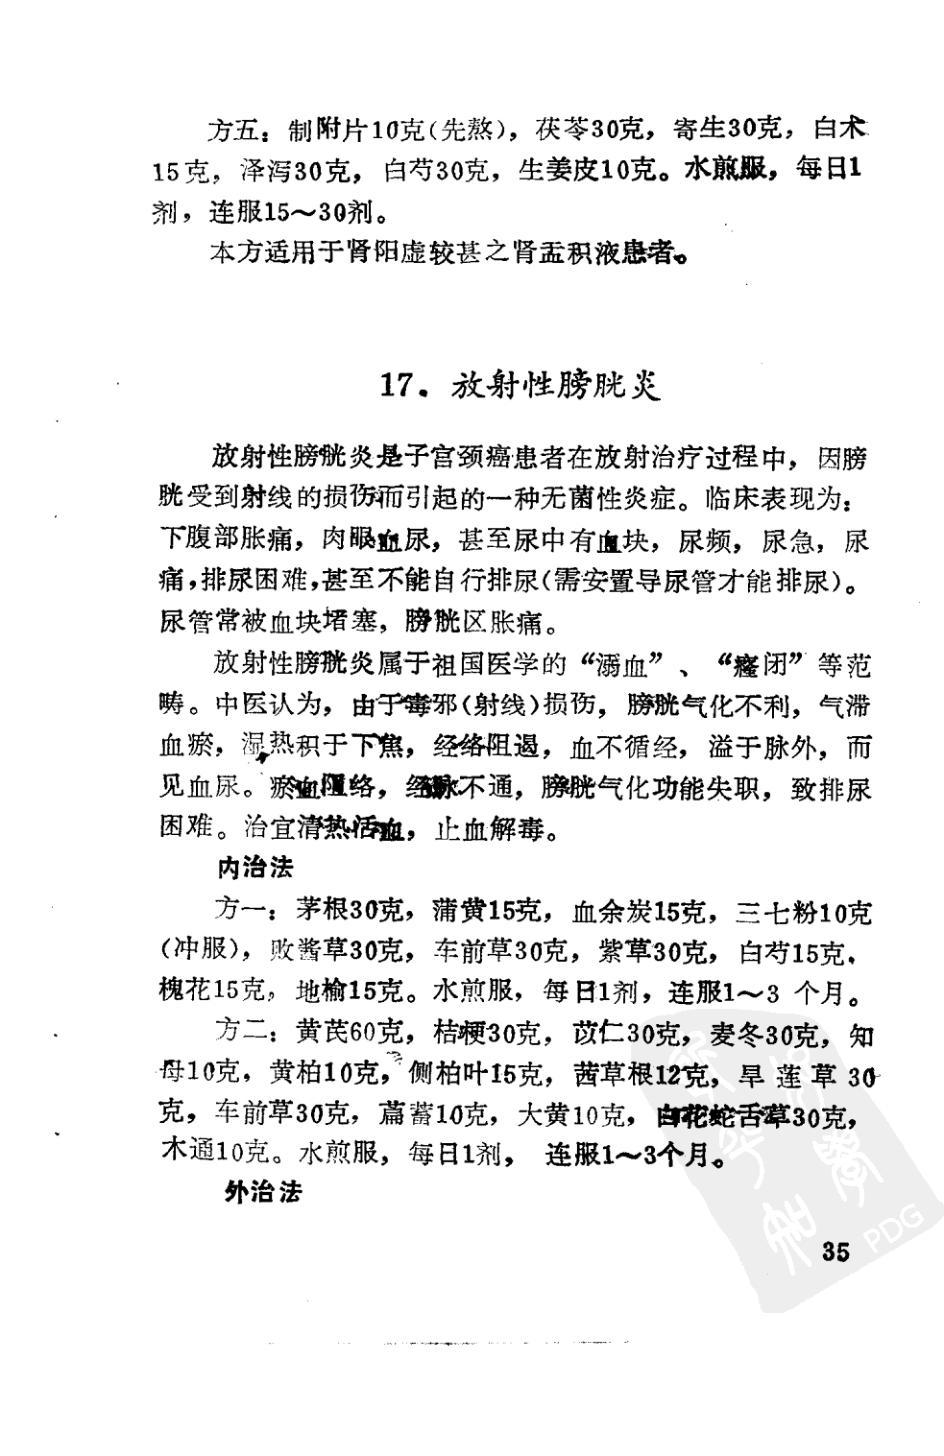 方五：制附片10克(先熬)，茯苓30克，寄生30克，白术
15克，泽泻30克，白芍30克，生姜皮10克。水煎服，每日1
剂，连服15～30剂。
本方适用于肾阳虚较甚之肾盂积液患者。
17．放射性膀胱炎
放射性膀胱炎是子宫颈癌患者在放射治疗过程中，因膀
胱受到射线的损伤而引起的一种无菌性炎症。临床表现为：
下腹部胀痛，肉眼血尿，甚至尿中有血块，尿频，尿急，尿
痛，排尿困难，甚至不能自行排尿(需安置导尿管才能排尿)。
尿管常被血块堵塞，膀胱区胀痛。
放射性膀胱炎属于祖国医学的“溺血”、“癃闭”等范
畴。中医认为，由于毒邪(射线)损伤，膀胱气化不利，气滞
血瘀，湿热积于下焦，经络阻遏，血不循经，溢于脉外，而
见血尿。瘀血阻络，经脉不通，膀胱气化功能失职，致排尿
困难。治宜清热活血，止血解毒。
内治法
方一：茅根30克，蒲黄15克，血余炭15克，三七粉10克
(冲服)，败酱草30克，车前草30克，紫草30克，白芍15克，
槐花15克，地榆15克。水煎服，每日1剂，连服1～3 个月。
方二：黄芪60克，桔梗30克，苡仁30克，麦冬30克，知
母10克，黄柏10克，侧柏叶15克，茜草根12克，旱莲草30
克，车前草30克，萹蓄10克，大黄10克，白花蛇舌草30克，
木通10克。水煎服，每日1剂，连服1～3个月。
外治法
35
PDG